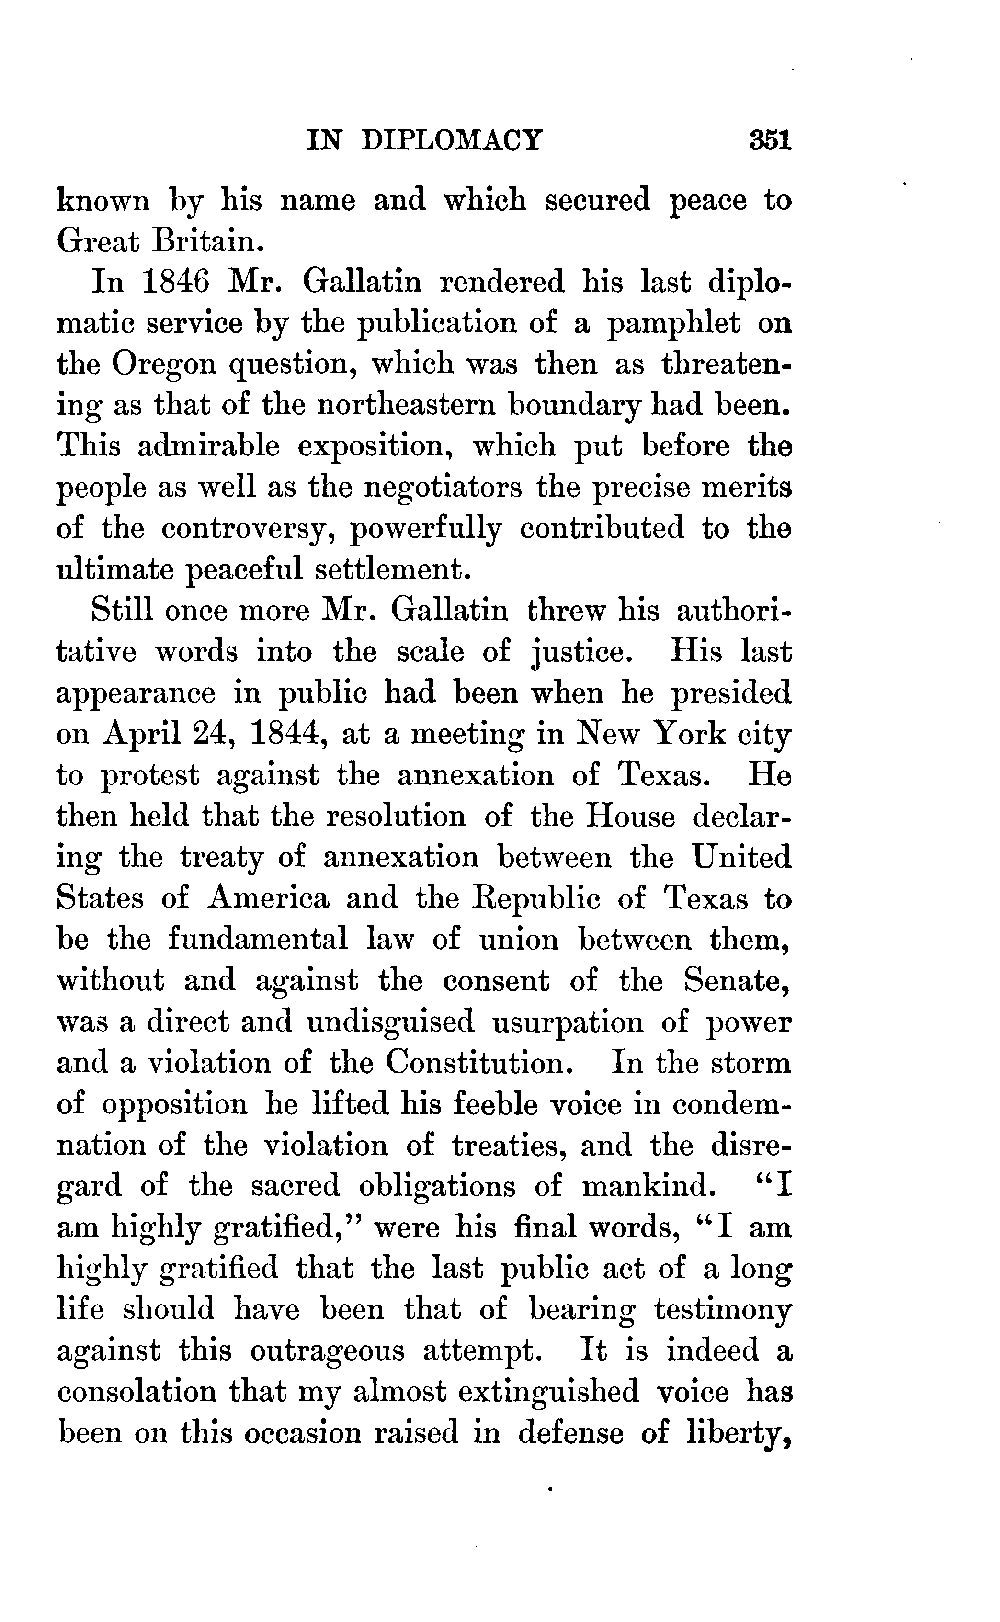 IN DIPLOMACY 351
known by his name and which secured peace to
Great Britain.
In 1846 Mr. Gallatin rendered his last diplo-
matic service by the publication of a pamphlet on
the Oregon question, which was then as threaten-
ing as that of the northeastern boundary had been.
This admirable exposition, which put before the
people as well as the negotiators the precise merits
of the controversy, powerfully contributed to the
ultimate peaceful settlement.
Still once more Mr. Gallatin threw his authori-
tative words into the scale of justice. His last
appearance in public had been when he presided
on April 24, 1844, at a meeting in New York city
to protest against the annexation of Texas. He
then held that the resolution of the House declar-
ing the treaty of annexation between the United
States of America and the Republic of Texas to
be the fundamental law of union between them,
without and against the consent of the Senate,
was a direct and undisguised usurpation of power
and a violation of the Constitution. In the storm
of opposition he lifted his feeble voice in condem-
nation of the violation of treaties, and the disre-
gard of the sacred obligations of mankind. "I
am highly gratified," were his final words, "I am
highly gratified that the last public act of a long
life should have been that of bearing testimony
against this outrageous attempt. It is indeed a
consolation that my almost extinguished voice has
been on this occasion raised in defense of liberty,